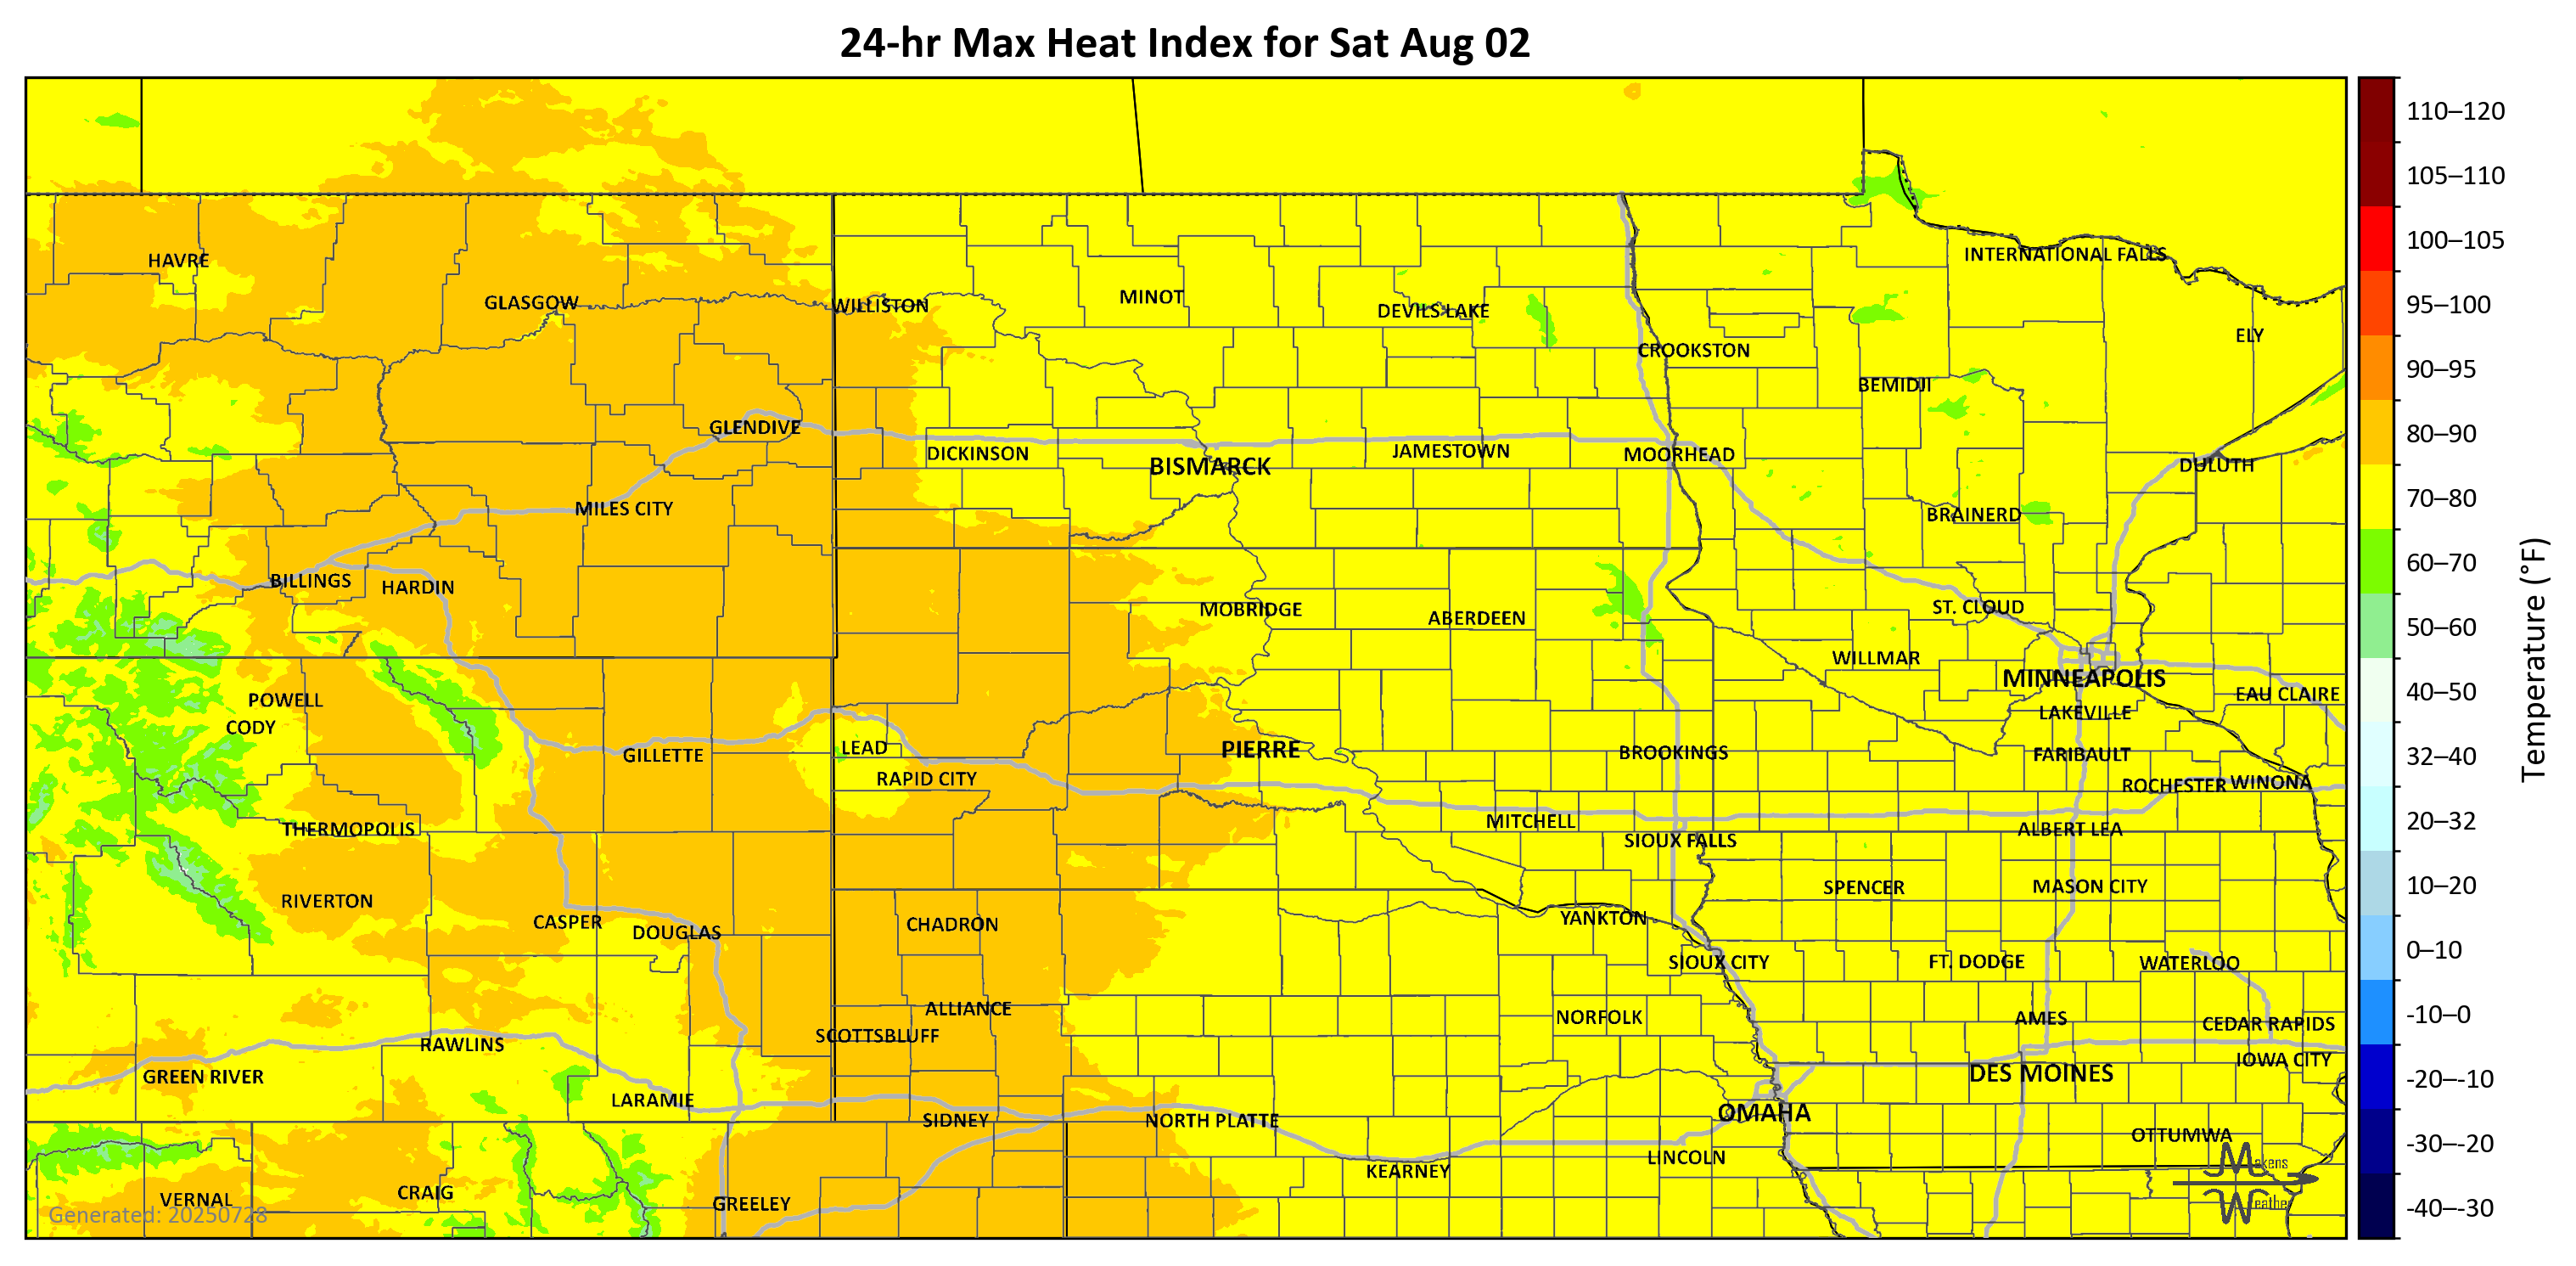 24-hr Max Heat Index for Sat Aug 02
110–120
105–110
100–105
95–100
90–95
80–90
70–80
60–70
50–60
40–50
32–40
20–32
10–20
0–10
-10–0
-20–-10
-30–-20
-40–-30
Temperature (°F)
INTERNATIONAL FALLS
HAVRE
GLASGOW
WILLISTON
MINOT
DEVILS LAKE
ELY
CROOKSTON
BEMIDJI
GLENDIVE
DICKINSON
BISMARCK
JAMESTOWN
MOORHEAD
DULUTH
MILES CITY
BRAINERD
BILLINGS
HARDIN
MOBRIDGE
ABERDEEN
ST. CLOUD
WILLMAR
MINNEAPOLIS
EAU CLAIRE
POWELL
CODY
LAKEVILLE
GILLETTE
LEAD
PIERRE
BROOKINGS
FARIBAULT
RAPID CITY
ROCHESTER
WINONA
THERMOPOLIS
MITCHELL
SIOUX FALLS
ALBERT LEA
RIVERTON
SPENCER
MASON CITY
CASPER
DOUGLAS
CHADRON
YANKTON
SIOUX CITY
FT. DODGE
WATERLOO
ALLIANCE
NORFOLK
AMES
CEDAR RAPIDS
SCOTTSBLUFF
RAWLINS
IOWA CITY
GREEN RIVER
DES MOINES
LARAMIE
SIDNEY
NORTH PLATTE
OMAHA
OTTUMWA
LINCOLN
KEARNEY
VERNAL
CRAIG
GREELEY
Generated: 20250728
Makens
Weather